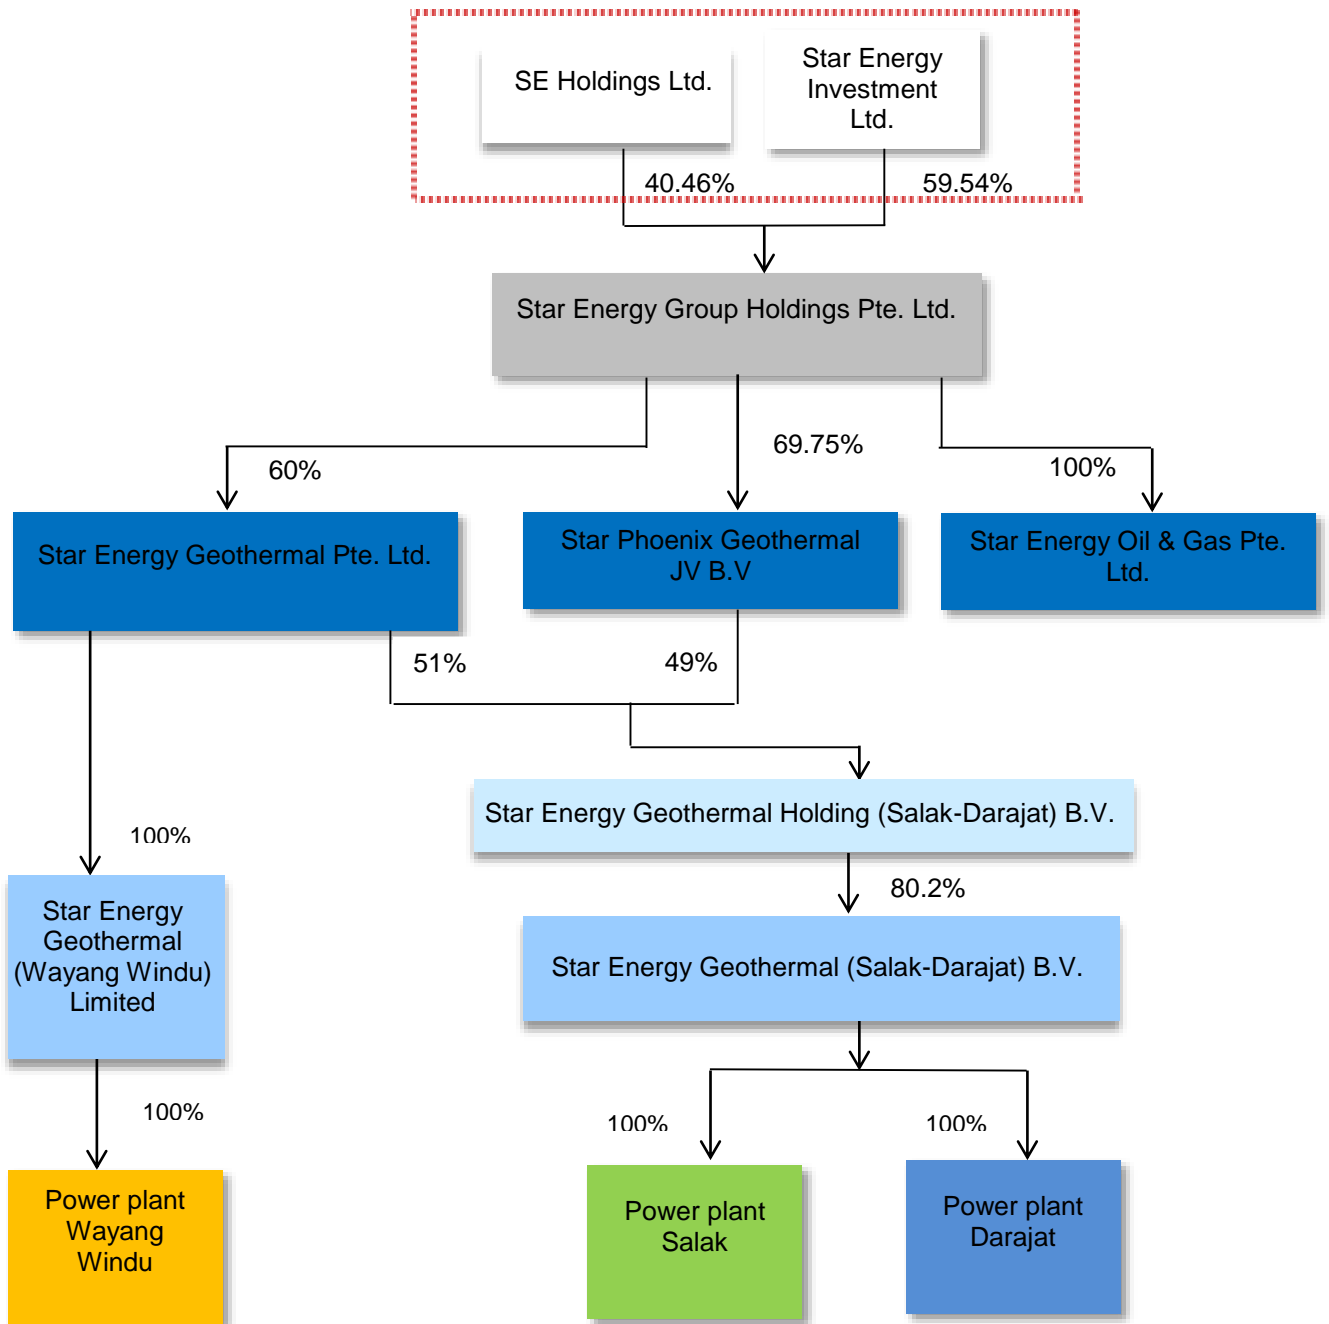 SE Holdings Ltd.
Star Energy
Investment
Ltd.
40.46%
59.54%
Star Energy Group Holdings Pte. Ltd.
60%
69.75%
100%
Star Energy Geothermal Pte. Ltd.
Star Phoenix Geothermal
JV B.V
Star Energy Oil & Gas Pte.
Ltd.
51%
49%
Star Energy Geothermal Holding (Salak-Darajat) B.V.
100%
80.2%
Star Energy
Geothermal
(Wayang Windu)
Limited
Star Energy Geothermal (Salak-Darajat) B.V.
100%
100%
100%
Power plant
Wayang
Windu
Power plant
Salak
Power plant
Darajat